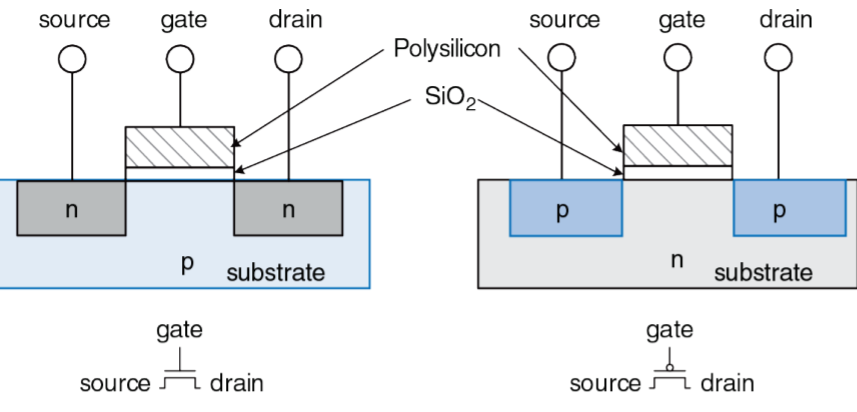 source gate drain
source gate drain
Polysilicon
SiO₂
n
n
p
substrate
p
p
n
substrate
gate
source drain
gate
source drain